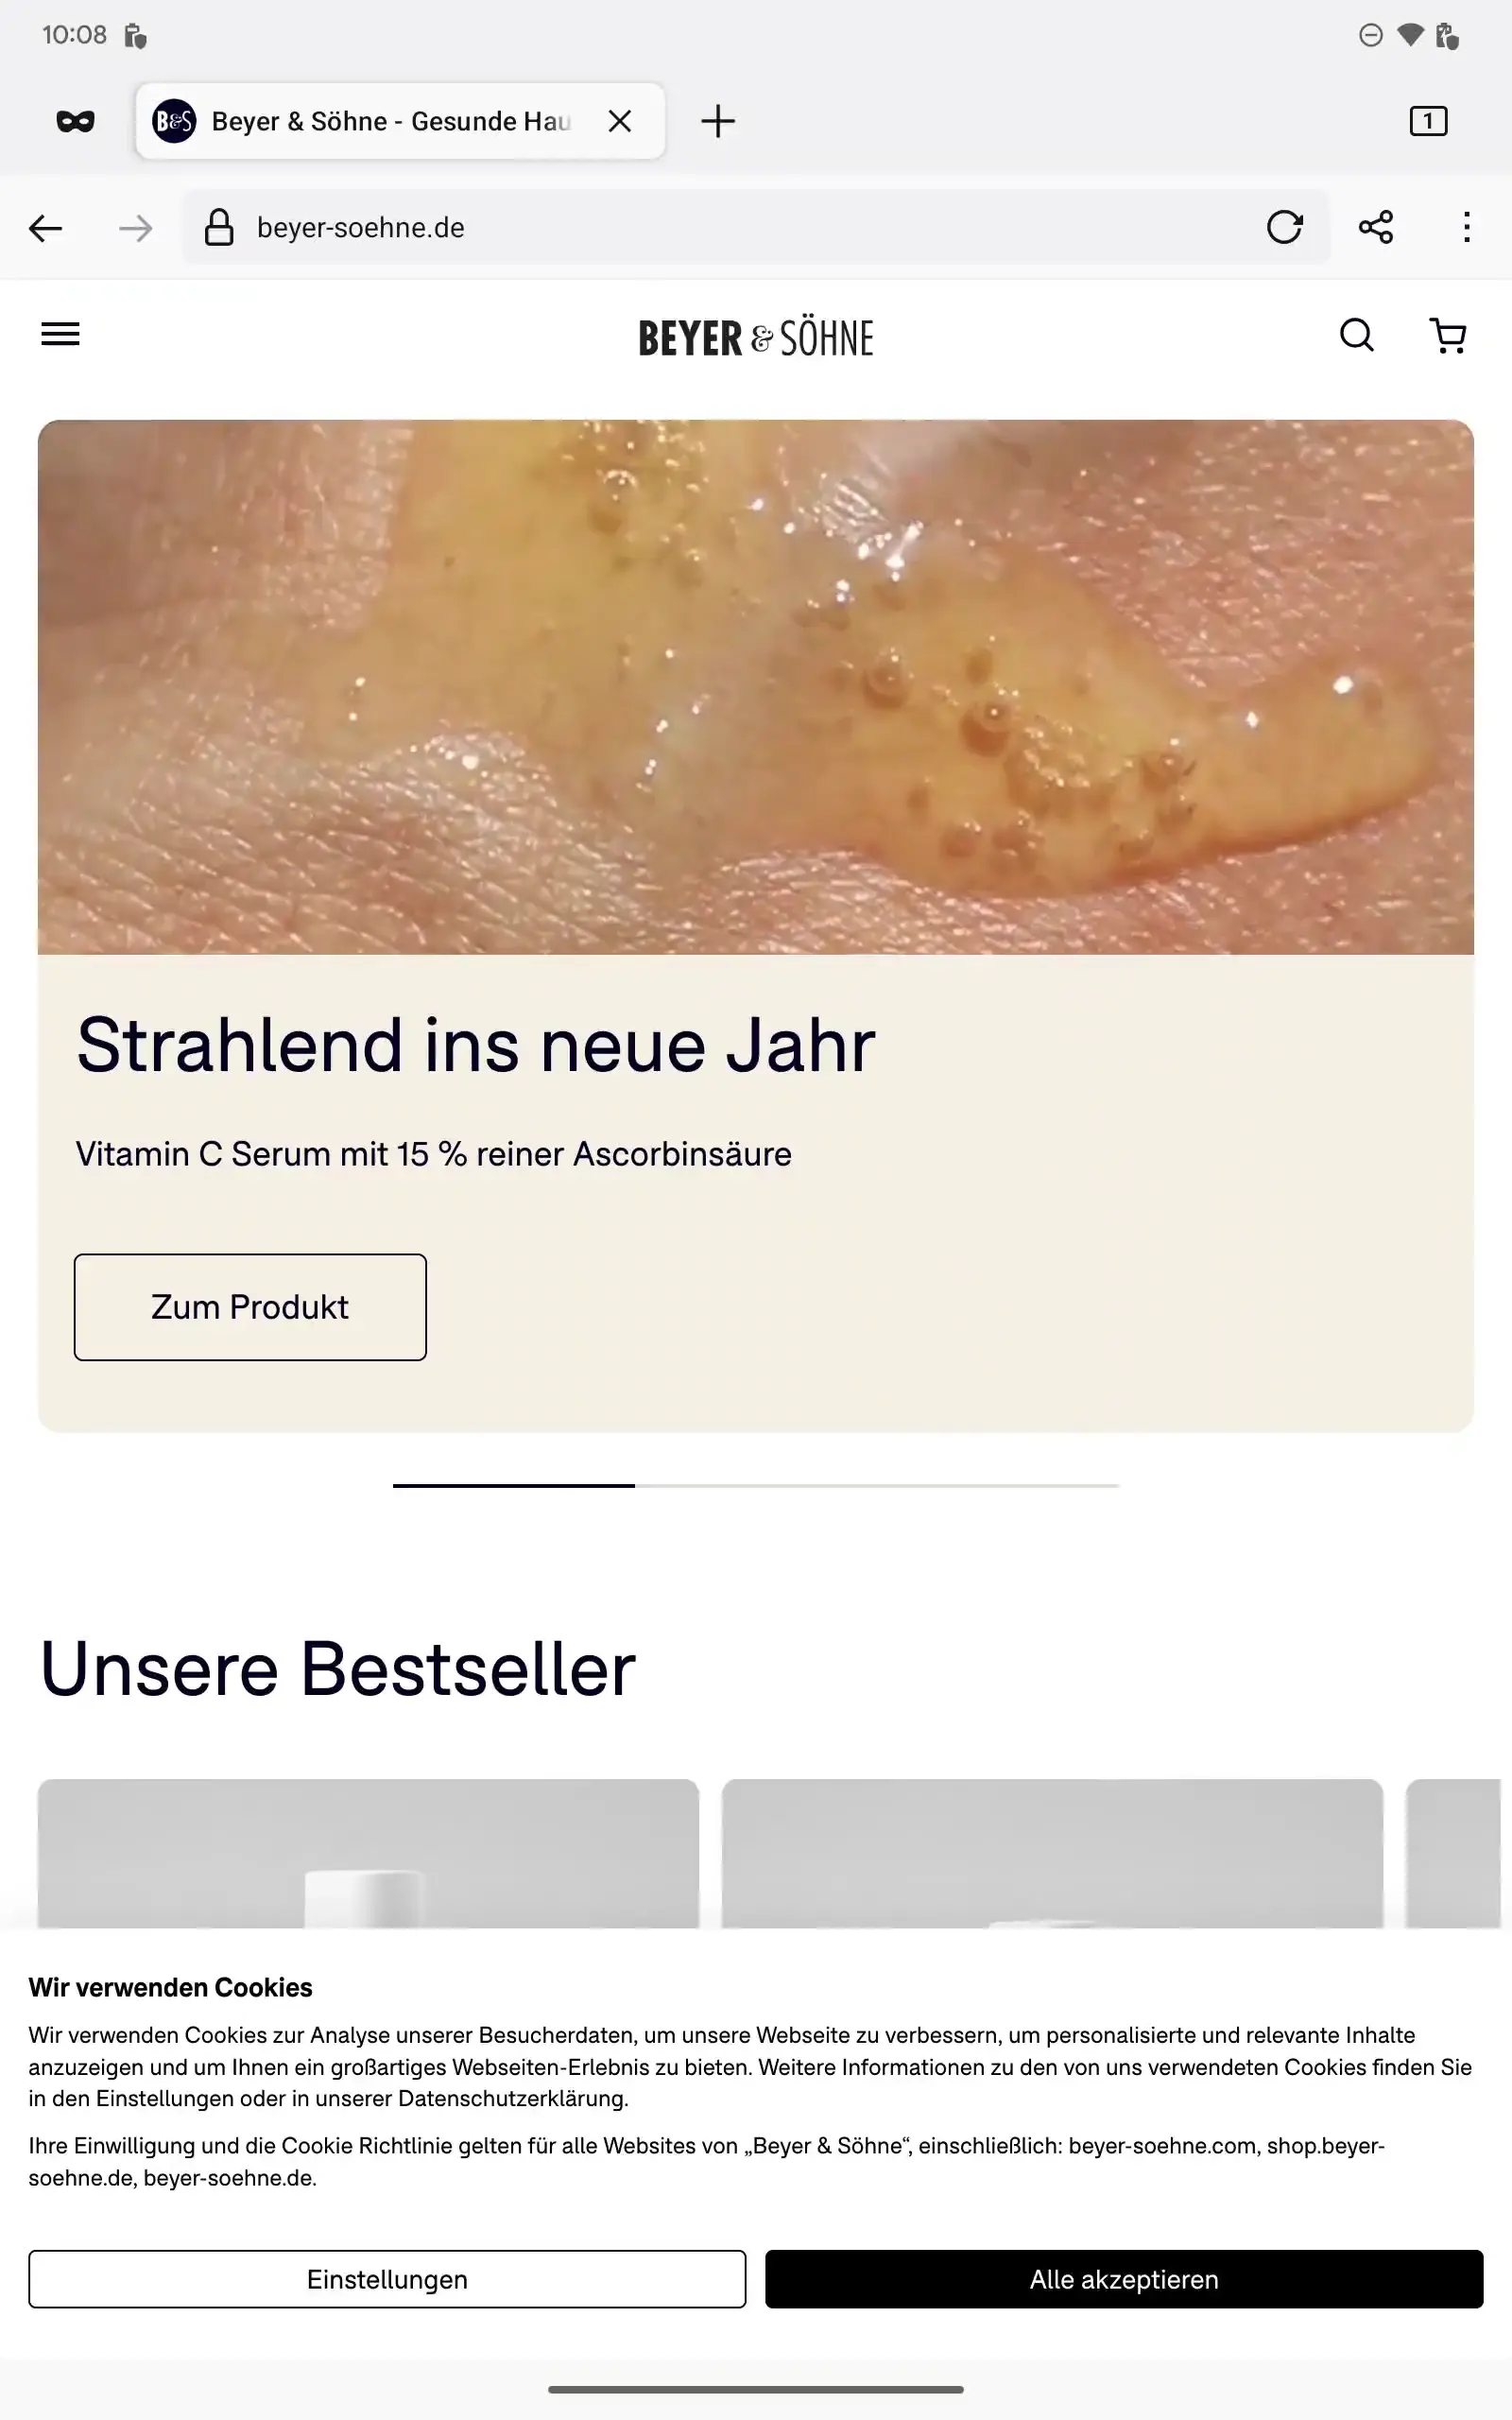 10:08
B&S Beyer & Söhne - Gesunde Hau
1
beyer-soehne.de
BEYER & SÖHNE
Strahlend ins neue Jahr
Vitamin C Serum mit 15 % reiner Ascorbinsäure
Zum Produkt
Unsere Bestseller
Wir verwenden Cookies
Wir verwenden Cookies zur Analyse unserer Besucherdaten, um unsere Webseite zu verbessern, um personalisierte und relevante Inhalte
anzuzeigen und um Ihnen ein großartiges Webseiten-Erlebnis zu bieten. Weitere Informationen zu den von uns verwendeten Cookies finden Sie
in den Einstellungen oder in unserer Datenschutzerklärung.
Ihre Einwilligung und die Cookie Richtlinie gelten für alle Websites von „Beyer & Söhne“, einschließlich: beyer-soehne.com, shop.beyer-
soehne.de, beyer-soehne.de.
Einstellungen
Alle akzeptieren